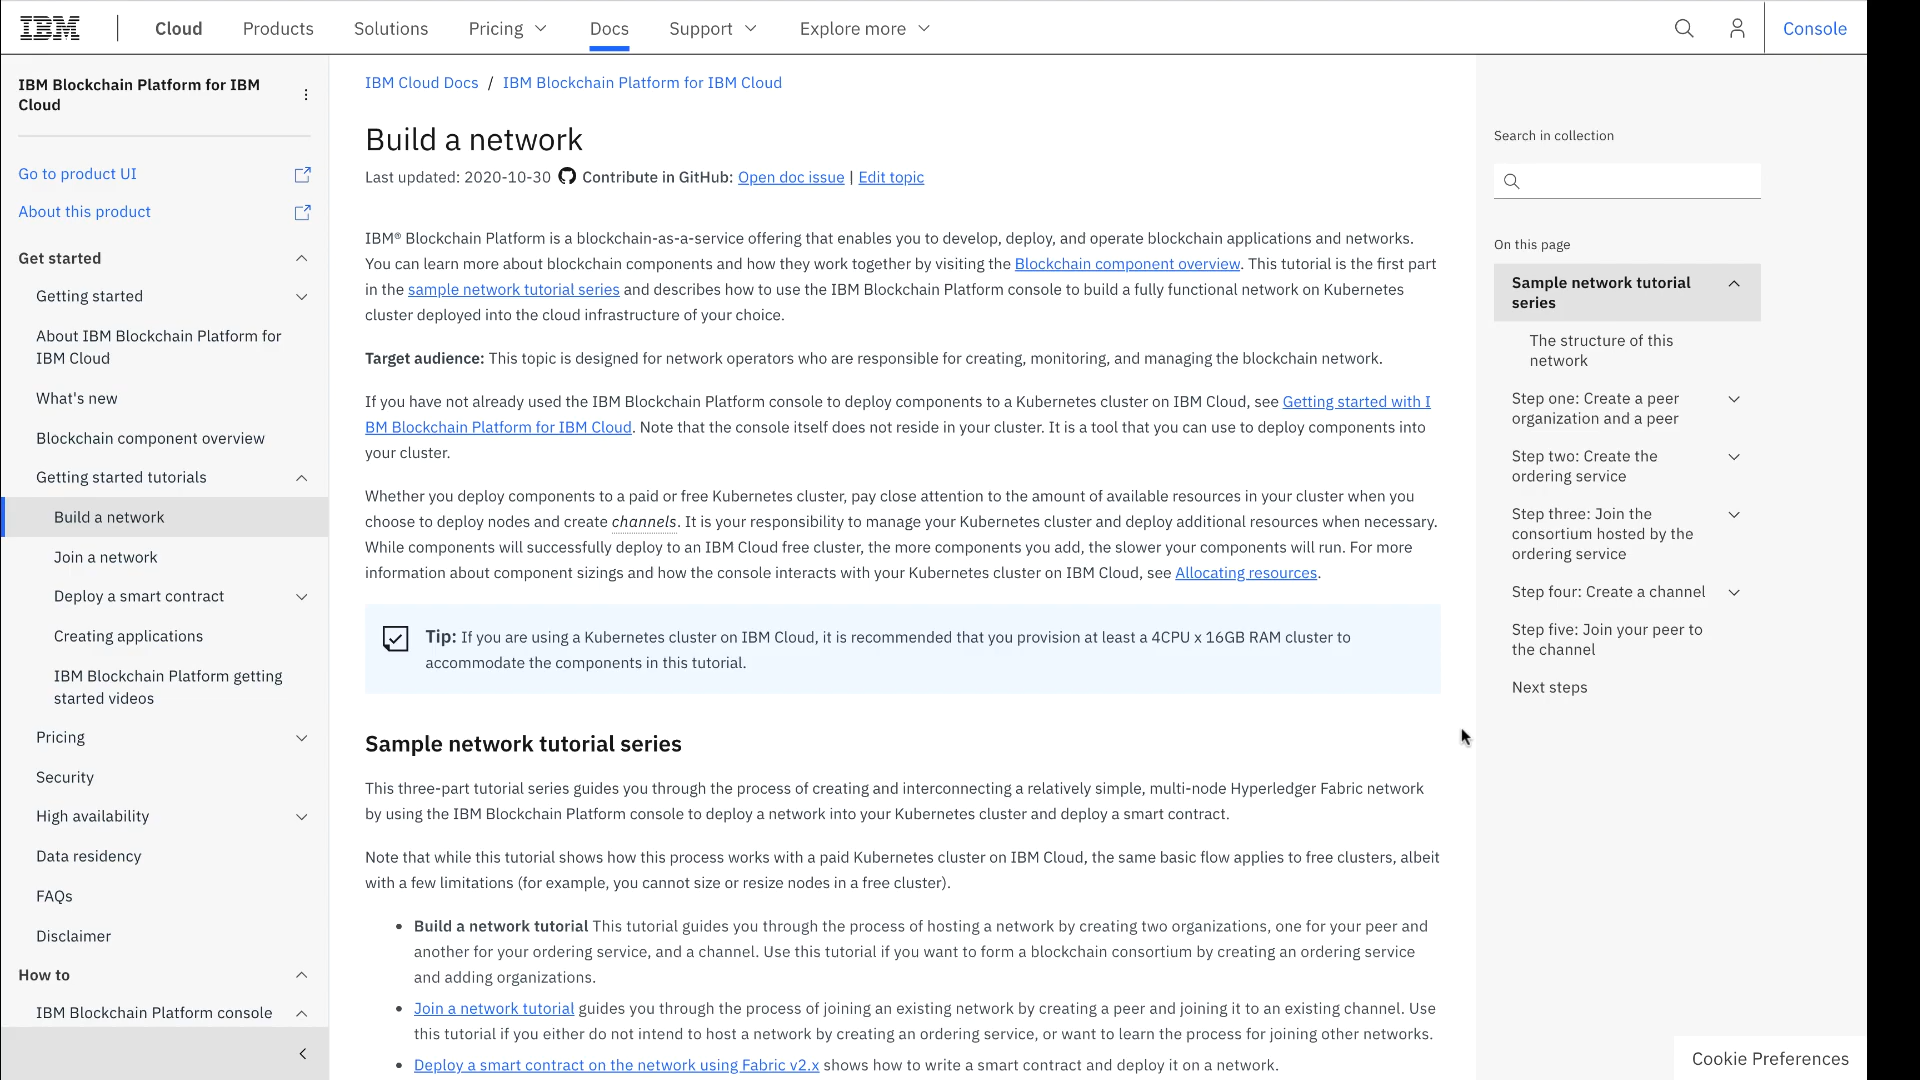 IBM Cloud Products Solutions Pricing Docs Support Explore more Console
IBM Blockchain Platform for IBM
Cloud
Go to product UI
About this product
Get started
Getting started
About IBM Blockchain Platform for
IBM Cloud
What's new
Blockchain component overview
Getting started tutorials
Build a network
Join a network
Deploy a smart contract
Creating applications
IBM Blockchain Platform getting
started videos
Pricing
Security
High availability
Data residency
FAQs
Disclaimer
How to
IBM Blockchain Platform console
IBM Cloud Docs / IBM Blockchain Platform for IBM Cloud
Build a network
Last updated: 2020-10-30 Contribute in GitHub: Open doc issue | Edit topic
IBM® Blockchain Platform is a blockchain-as-a-service offering that enables you to develop, deploy, and operate blockchain applications and networks.
You can learn more about blockchain components and how they work together by visiting the Blockchain component overview. This tutorial is the first part
in the sample network tutorial series and describes how to use the IBM Blockchain Platform console to build a fully functional network on Kubernetes
cluster deployed into the cloud infrastructure of your choice.
Target audience: This topic is designed for network operators who are responsible for creating, monitoring, and managing the blockchain network.
If you have not already used the IBM Blockchain Platform console to deploy components to a Kubernetes cluster on IBM Cloud, see Getting started with I
BM Blockchain Platform for IBM Cloud. Note that the console itself does not reside in your cluster. It is a tool that you can use to deploy components into
your cluster.
Whether you deploy components to a paid or free Kubernetes cluster, pay close attention to the amount of available resources in your cluster when you
choose to deploy nodes and create channels. It is your responsibility to manage your Kubernetes cluster and deploy additional resources when necessary.
While components will successfully deploy to an IBM Cloud free cluster, the more components you add, the slower your components will run. For more
information about component sizings and how the console interacts with your Kubernetes cluster on IBM Cloud, see Allocating resources.
Tip: If you are using a Kubernetes cluster on IBM Cloud, it is recommended that you provision at least a 4CPU x 16GB RAM cluster to
accommodate the components in this tutorial.
Sample network tutorial series
This three-part tutorial series guides you through the process of creating and interconnecting a relatively simple, multi-node Hyperledger Fabric network
by using the IBM Blockchain Platform console to deploy a network into your Kubernetes cluster and deploy a smart contract.
Note that while this tutorial shows how this process works with a paid Kubernetes cluster on IBM Cloud, the same basic flow applies to free clusters, albeit
with a few limitations (for example, you cannot size or resize nodes in a free cluster).
• Build a network tutorial This tutorial guides you through the process of hosting a network by creating two organizations, one for your peer and
another for your ordering service, and a channel. Use this tutorial if you want to form a blockchain consortium by creating an ordering service
and adding organizations.
• Join a network tutorial guides you through the process of joining an existing network by creating a peer and joining it to an existing channel. Use
this tutorial if you either do not intend to host a network by creating an ordering service, or want to learn the process for joining other networks.
• Deploy a smart contract on the network using Fabric v2.x shows how to write a smart contract and deploy it on a network.
Search in collection
On this page
Sample network tutorial
series
The structure of this
network
Step one: Create a peer
organization and a peer
Step two: Create the
ordering service
Step three: Join the
consortium hosted by the
ordering service
Step four: Create a channel
Step five: Join your peer to
the channel
Next steps
Cookie Preferences